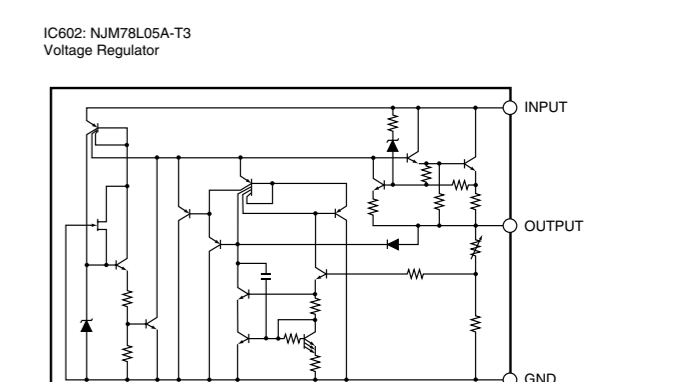 IC602: NJM78L05A-T3
Voltage Regulator
INPUT
OUTPUT
GND